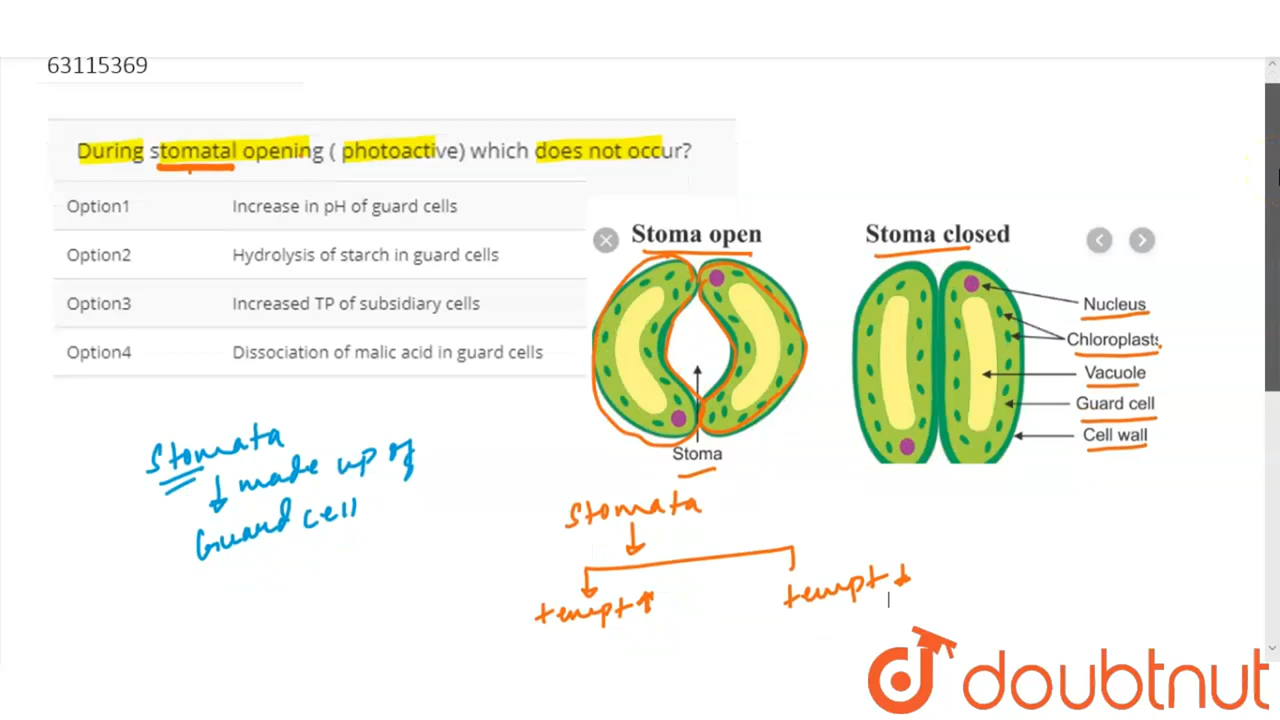 63115369
During stomatal opening ( photoactive) which does not occur?
Option1 Increase in pH of guard cells
Option2 Hydrolysis of starch in guard cells
Option3 Increased TP of subsidiary cells
Option4 Dissociation of malic acid in guard cells
Stoma open
Stoma closed
Nucleus
Chloroplasts
Vacuole
Guard cell
Cell wall
Stoma
Stomata
made up of
Guard cell
Stomata
tempt
tempt
doubtnut